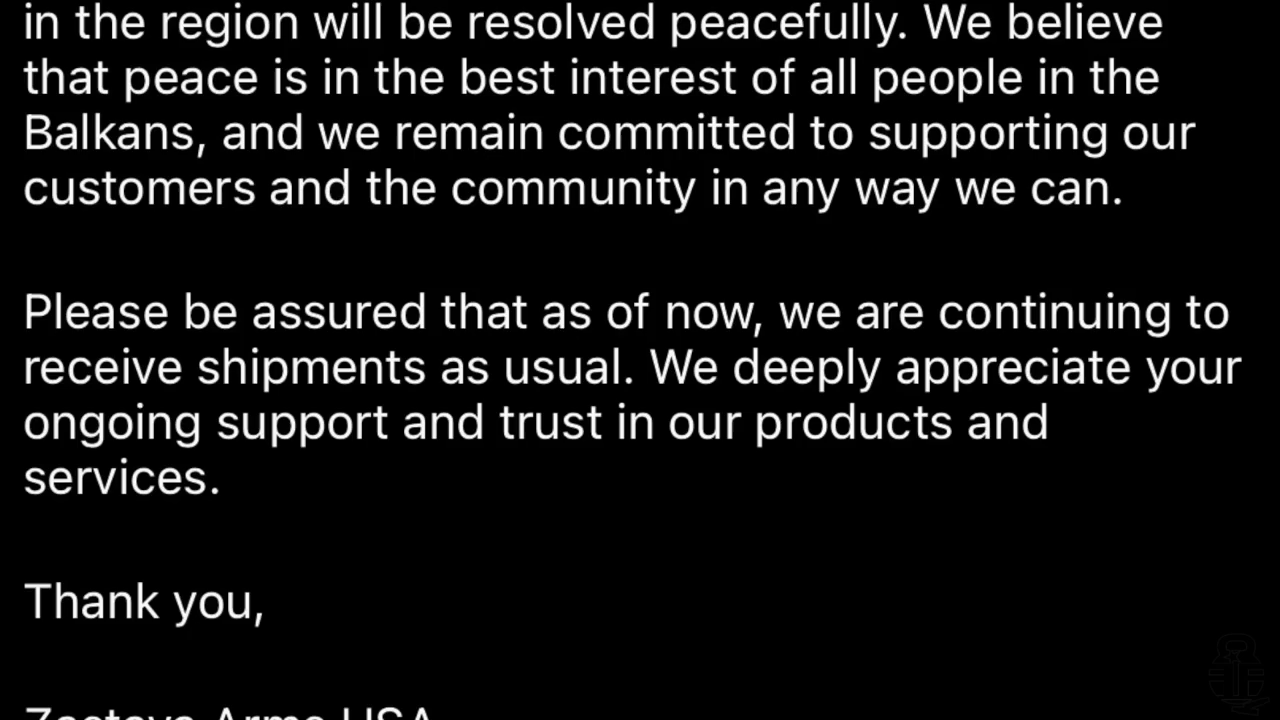 in the region will be resolved peacefully. We believe
that peace is in the best interest of all people in the
Balkans, and we remain committed to supporting our
customers and the community in any way we can.
Please be assured that as of now, we are continuing to
receive shipments as usual. We deeply appreciate your
ongoing support and trust in our products and
services.
Thank you,
Zastava Arms USA